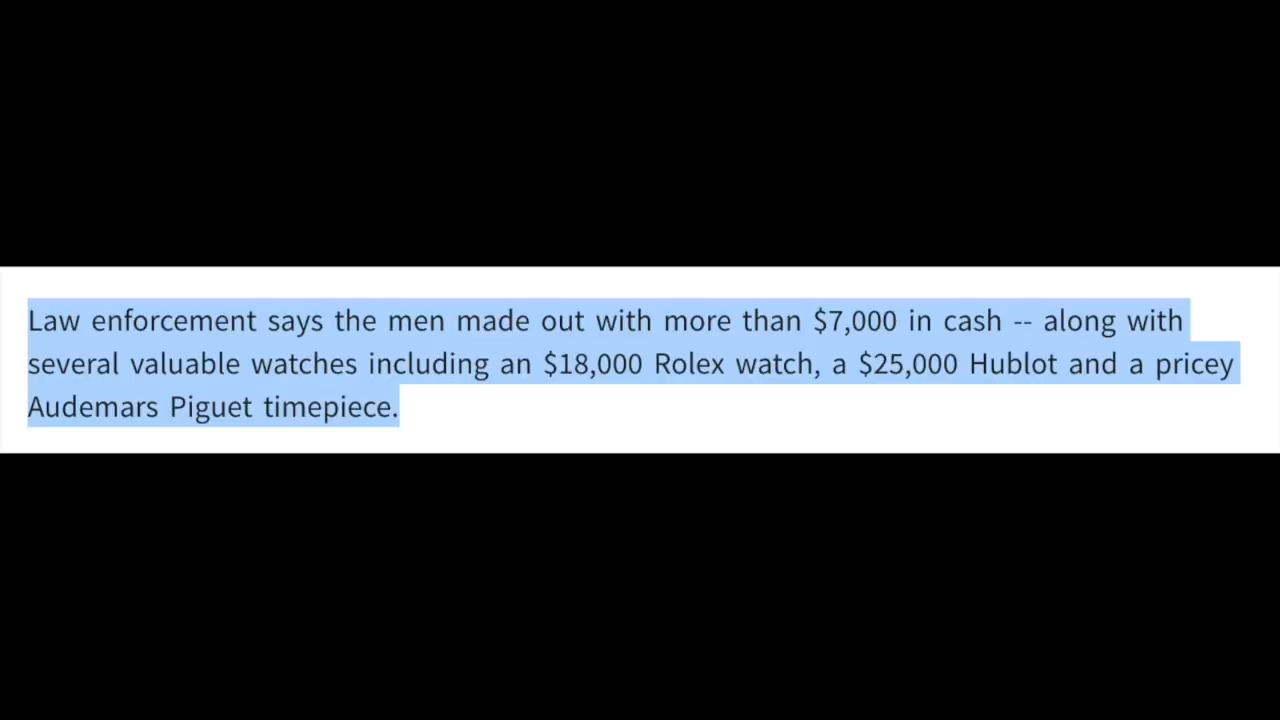 Law enforcement says the men made out with more than $7,000 in cash -- along with
several valuable watches including an $18,000 Rolex watch, a $25,000 Hublot and a pricey
Audemars Piguet timepiece.